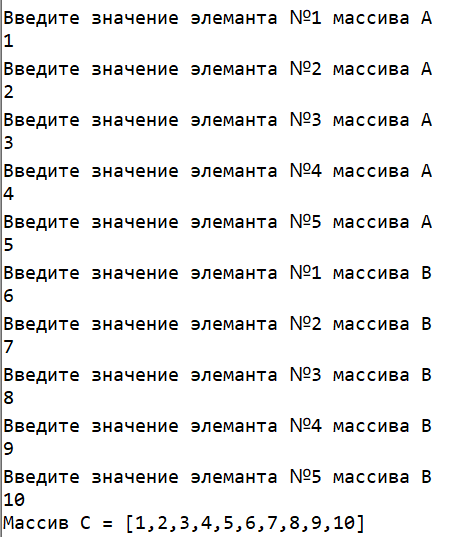 Введите значение элеманта №1 массива A
1
Введите значение элеманта №2 массива A
2
Введите значение элеманта №3 массива A
3
Введите значение элеманта №4 массива A
4
Введите значение элеманта №5 массива A
5
Введите значение элеманта №1 массива B
6
Введите значение элеманта №2 массива B
7
Введите значение элеманта №3 массива B
8
Введите значение элеманта №4 массива B
9
Введите значение элеманта №5 массива B
10
Массив C = [1,2,3,4,5,6,7,8,9,10]